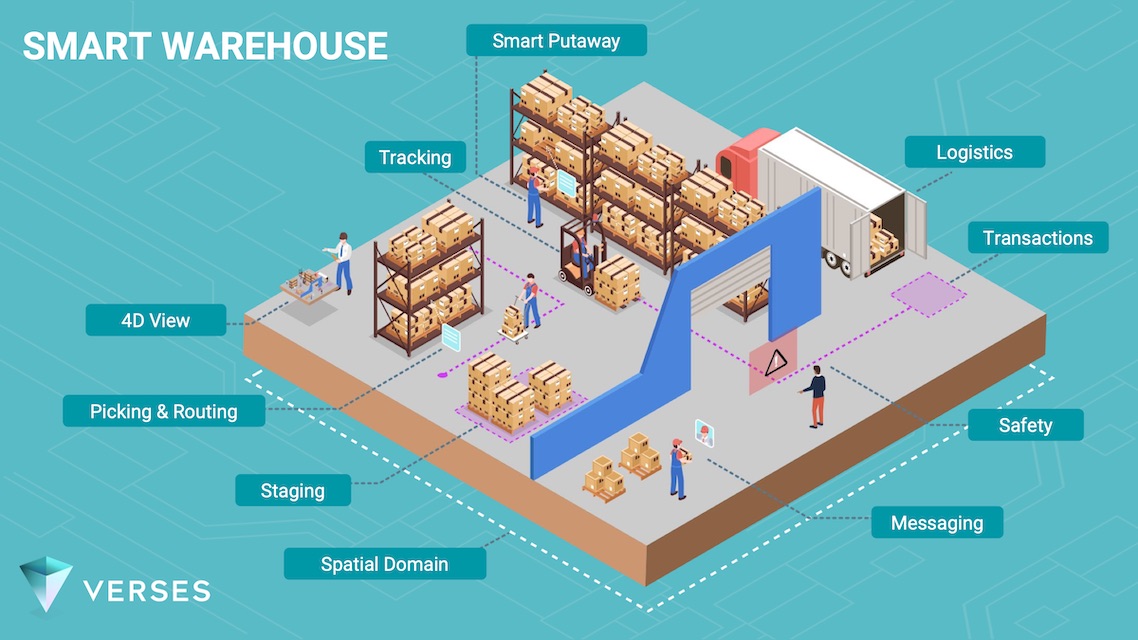 SMART WAREHOUSE
Smart Putaway
Tracking
Logistics
Transactions
4D View
Picking & Routing
Safety
Staging
Messaging
Spatial Domain
VERSES